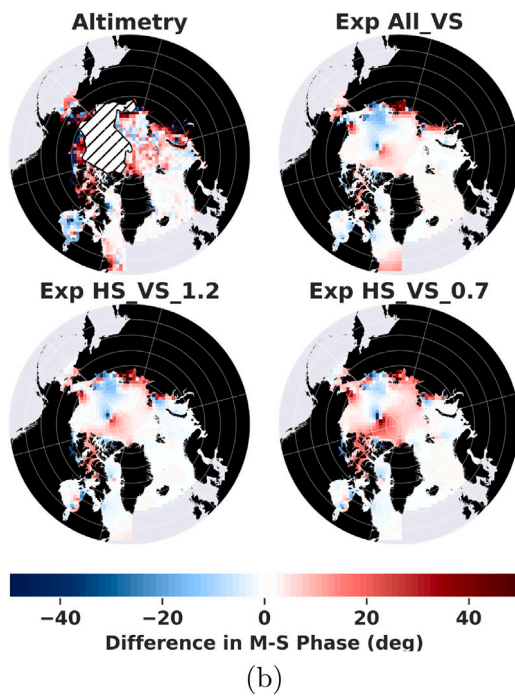 Altimetry
Exp All_VS
Exp HS_VS_1.2
Exp HS_VS_0.7
−40 −20 0 20 40
Difference in M-S Phase (deg)
(b)